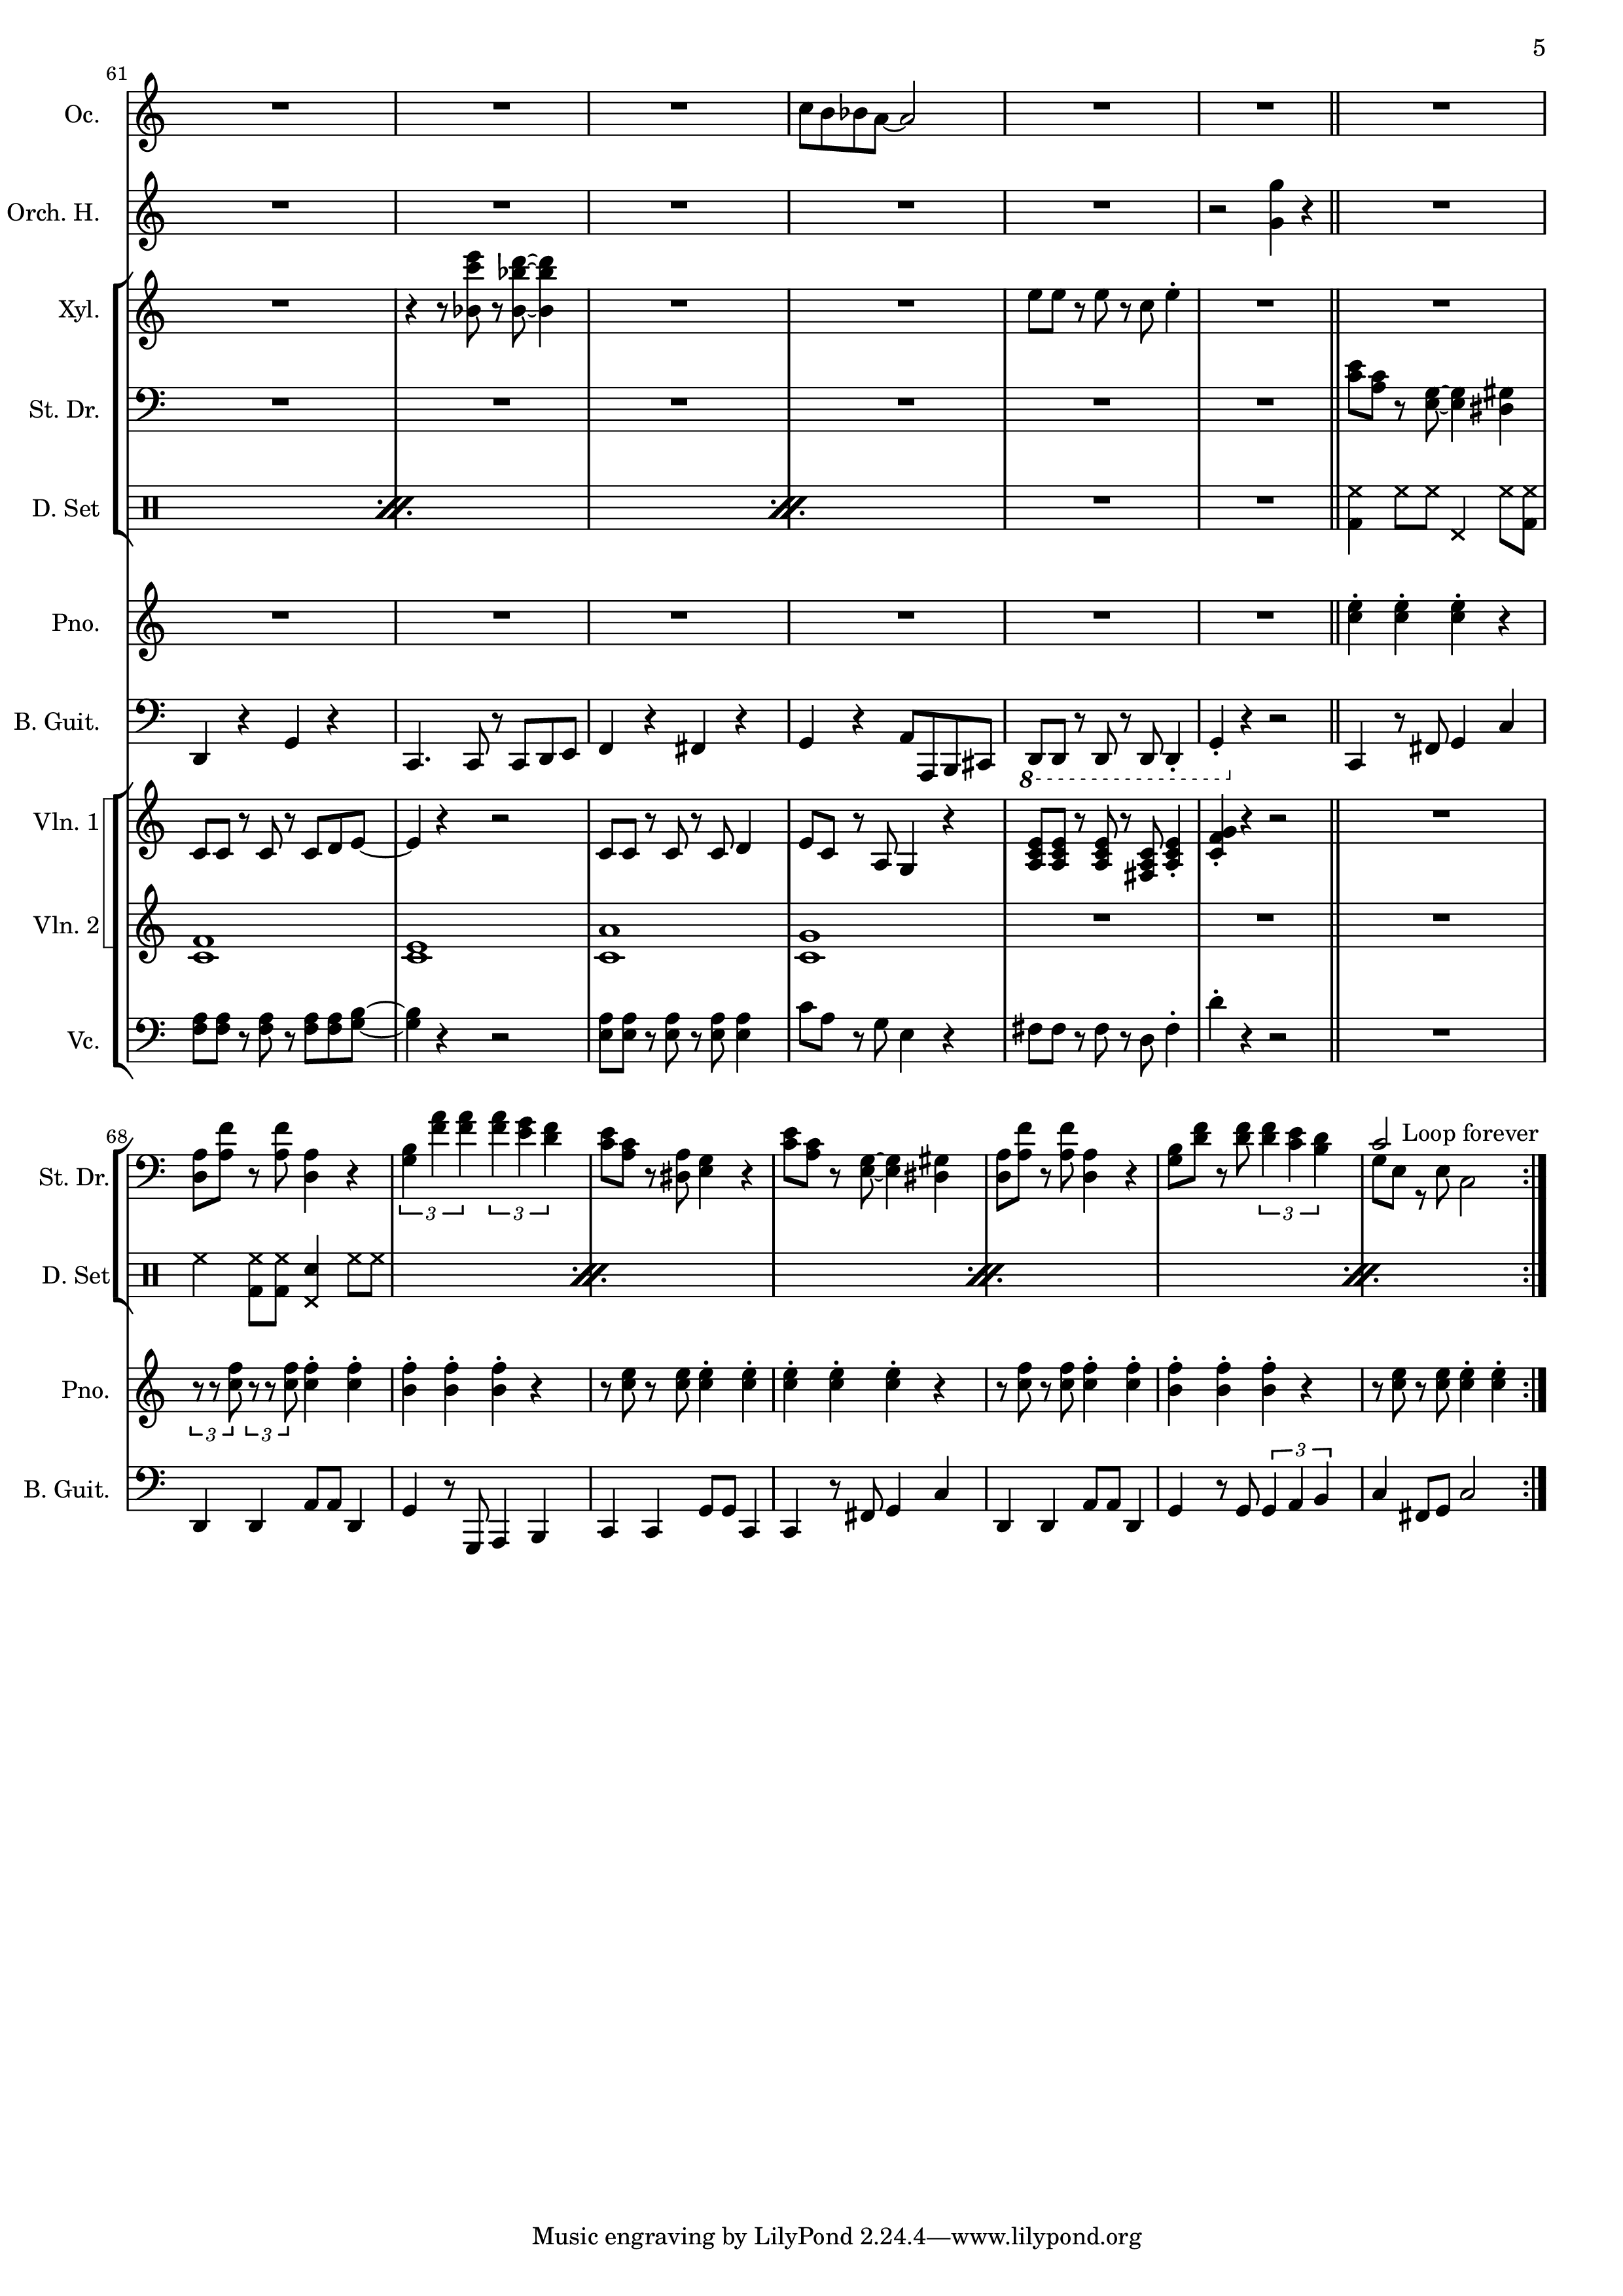 5
61
Oc.
Orch. H.
Xyl.
St. Dr.
D. Set
Pno.
B. Guit.
8
Vln. 1
Vln. 2
Vc.
68
Loop forever
St. Dr.
3 3 3
D. Set
Pno.
3 3
3
B. Guit.
Music engraving by LilyPond 2.24.4—www.lilypond.org